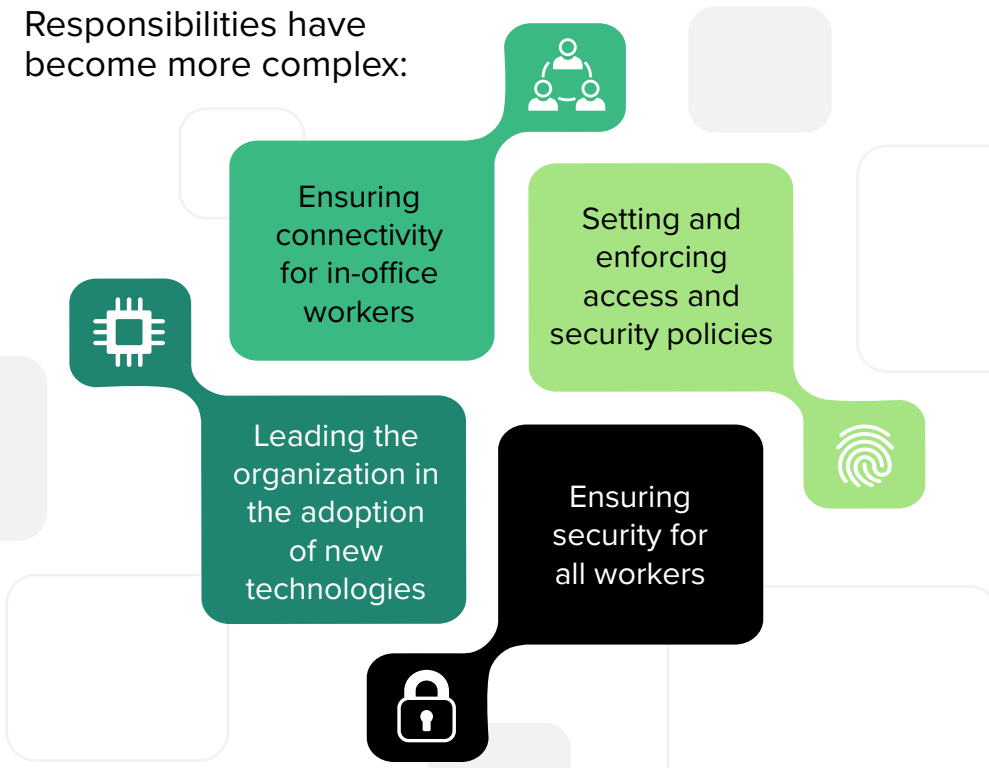 Responsibilities have
become more complex:
Ensuring
connectivity
for in-office
workers
Setting and
enforcing
access and
security policies
Leading the
organization in
the adoption
of new
technologies
Ensuring
security for
all workers